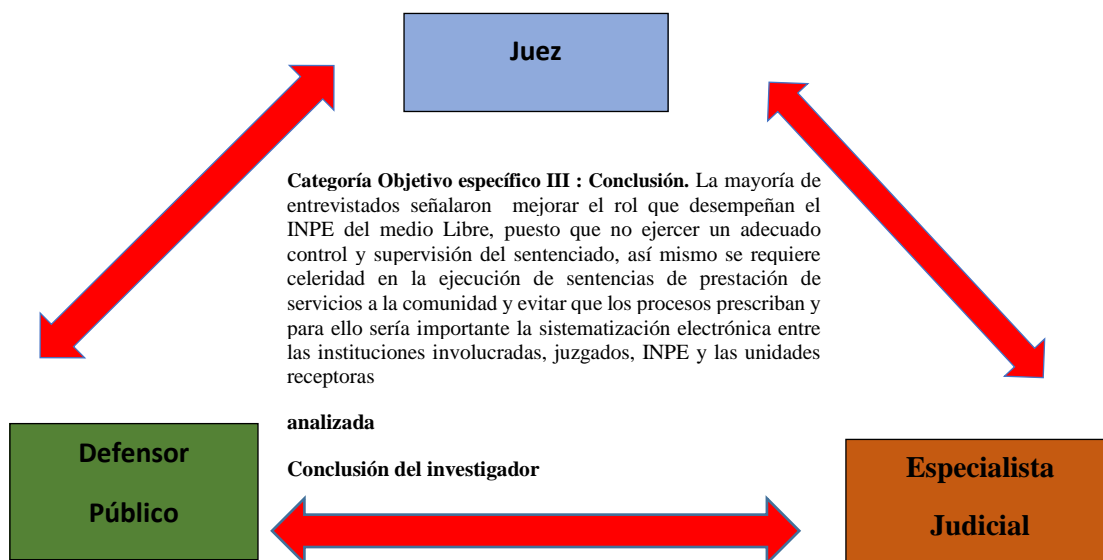 Juez
Categoría Objetivo específico III : Conclusión. La mayoría de
entrevistados señalaron mejorar el rol que desempeñan el
INPE del medio Libre, puesto que no ejercer un adecuado
control y supervisión del sentenciado, así mismo se requiere
celeridad en la ejecución de sentencias de prestación de
servicios a la comunidad y evitar que los procesos prescriban y
para ello sería importante la sistematización electrónica entre
las instituciones involucradas, juzgados, INPE y las unidades
receptoras
analizada
Conclusión del investigador
Defensor
Público
Especialista
Judicial